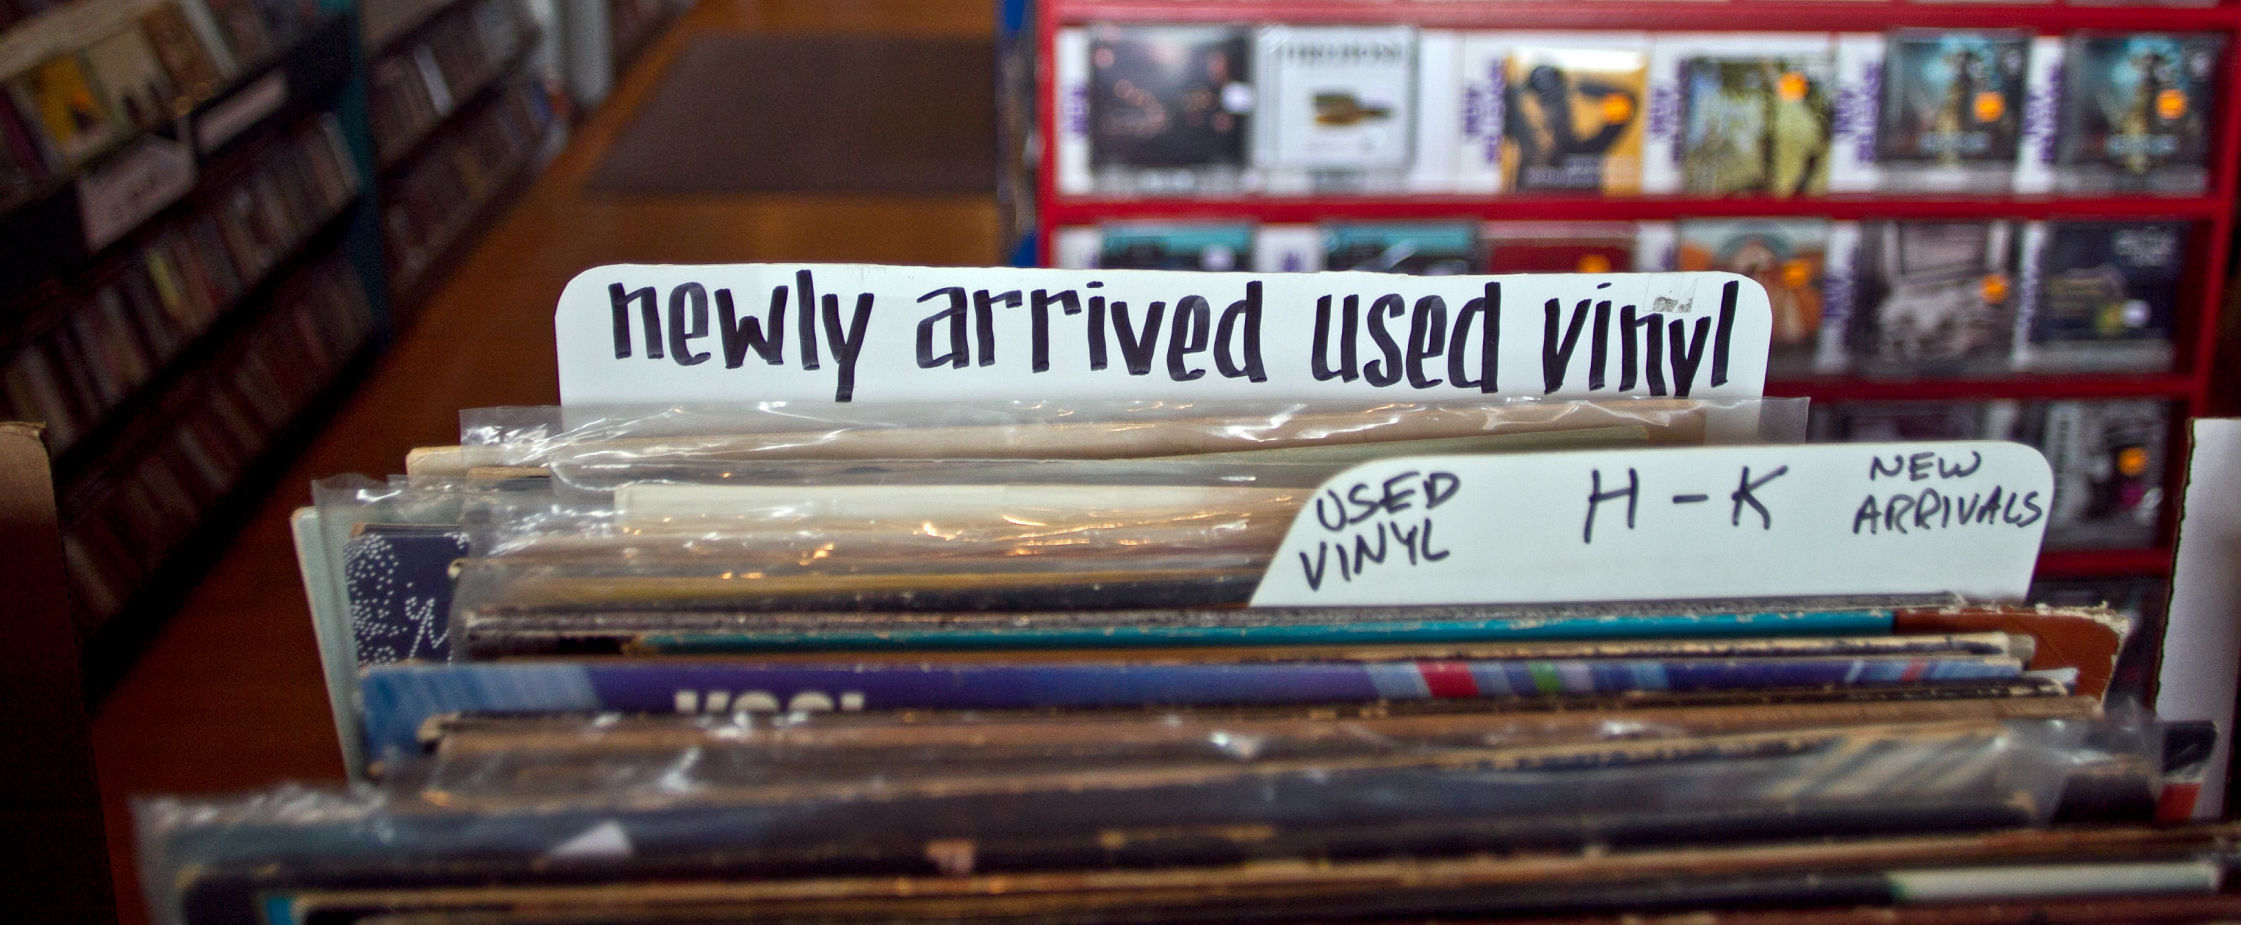 newly arrived used vinyl
USED
VINYL
H - K
NEW
ARRIVALS